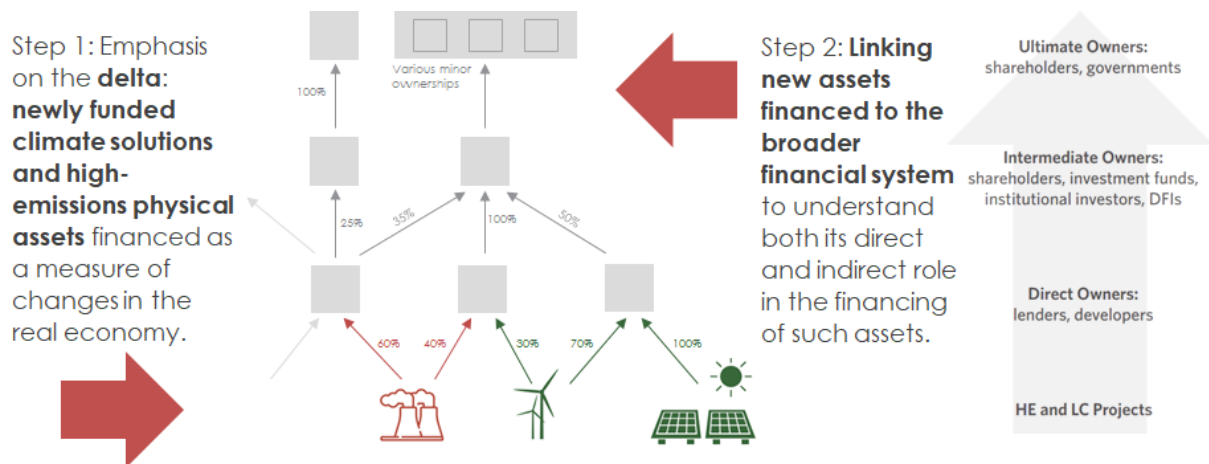 Step 1: Emphasis
on the delta:
newly funded
climate solutions
and high-
emissions physical
assets financed as
a measure of
changes in the
real economy.
Various minor
ownerships
100%
25%
35%
100%
50%
60%
40%
30%
70%
100%
Step 2: Linking
new assets
financed to the
broader
financial system
to understand
both its direct
and indirect role
in the financing
of such assets.
Ultimate Owners:
shareholders, governments
Intermediate Owners:
shareholders, investment funds,
institutional investors, DFIs
Direct Owners:
lenders, developers
HE and LC Projects